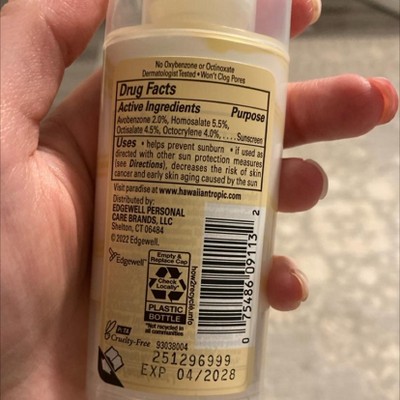 No Oxybenzone or Octinoxate
Dermatologist Tested • Won't Clog Pores
Drug Facts
Active Ingredients Purpose
Avobenzone 2.0%, Homosalate 5.5%,
Octisalate 4.5%, Octocrylene 4.0%, .....Sunscreen
Uses • helps prevent sunburn • if used as
directed with other sun protection measures
(see Directions), decreases the risk of skin
cancer and early skin aging caused by the sun
Visit paradise at www.hawaiiantropic.com
Distributed by:
EDGEWELL PERSONAL
CARE BRANDS, LLC
Shelton, CT 06484
© 2022 Edgewell.
Edgewell
Empty &
Replace Cap
Check
Locally*
PLASTIC
BOTTLE
*Not recycled in
all communities
how2recycle.info
0 75486 09113 2
Cruelty-Free
93038004
251296999
EXP 04/2028